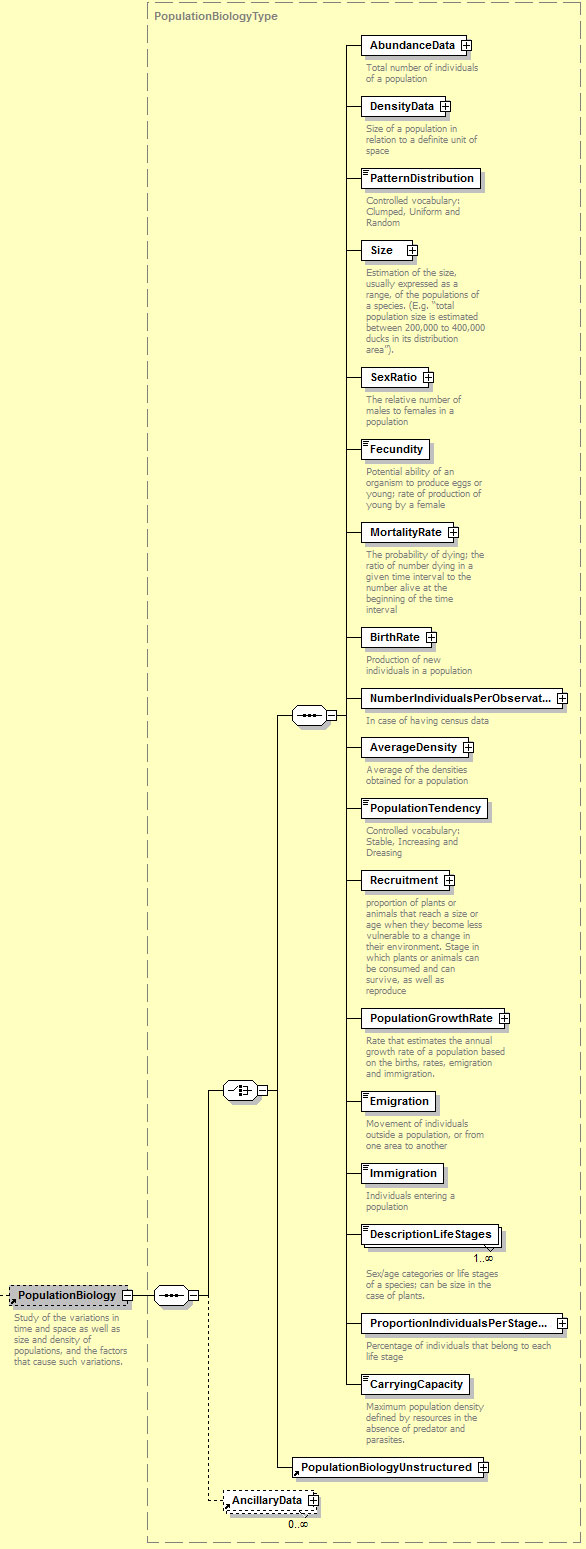 PopulationBiologyType
AbundanceData
Total number of individuals
of a population
DensityData
Size of a population in
relation to a definite unit of
space
PatternDistribution
Controlled vocabulary:
Clumped, Uniform and
Random
Size
Estimation of the size,
usually expressed as a
range, of the populations of
a species. (E.g. "total
population size is estimated
between 200,000 to 400,000
ducks in its distribution
area").
SexRatio
The relative number of
males to females in a
population
Fecundity
Potential ability of an
organism to produce eggs or
young; rate of production of
young by a female
MortalityRate
The probability of dying; the
ratio of number dying in a
given time interval to the
number alive at the
beginning of the time
interval
BirthRate
Production of new
individuals in a population
NumberIndividualsPerObservat...
In case of having census data
AverageDensity
Average of the densities
obtained for a population
PopulationTendency
Controlled vocabulary:
Stable, Increasing and
Dreasing
Recruitment
proportion of plants or
animals that reach a size or
age when they become less
vulnerable to a change in
their environment. Stage in
which plants or animals can
be consumed and can
survive, as well as
reproduce
PopulationGrowthRate
Rate that estimates the annual
growth rate of a population based
on the births, rates, emigration
and immigration.
Emigration
Movement of individuals
outside a population, or from
one area to another
Immigration
Individuals entering a
population
DescriptionLifeStages
1..∞
Sex/age categories or life stages
of a species; can be size in the
case of plants.
PopulationBiology
Study of the variations in
time and space as well as
size and density of
populations, and the factors
that cause such variations.
ProportionIndividualsPerStage...
Percentage of individuals that belong to each
life stage
CarryingCapacity
Maximum population density
defined by resources in the
absence of predator and
parasites.
PopulationBiologyUnstructured
AncillaryData
0..∞